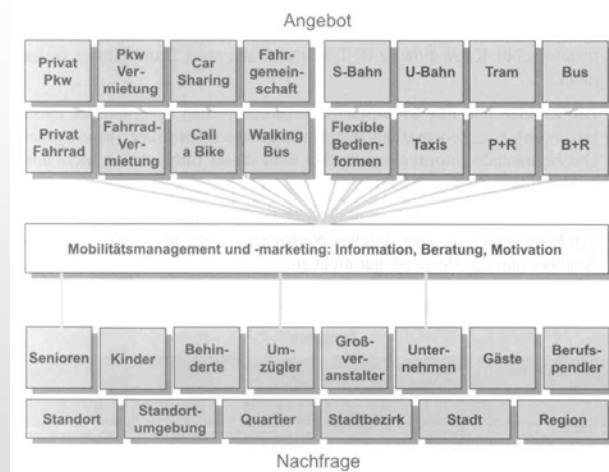 Angebot
Privat
Pkw
Pkw
Ver-
mietung
Car
Sharing
Fahr-
gemein-
schaft
S-Bahn
U-Bahn
Tram
Bus
Privat
Fahrrad
Fahrrad-
Ver-
mietung
Call
a Bike
Walking
Bus
Flexible
Bedien-
formen
Taxis
P+R
B+R
Mobilitätsmanagement und -marketing: Information, Beratung, Motivation
Senioren
Kinder
Behin-
derte
Um-
zügler
Groß-
ver-
anstalter
Unter-
nehmen
Gäste
Berufs-
pendler
Standort
Standort-
umgebung
Quartier
Stadtbezirk
Stadt
Region
Nachfrage